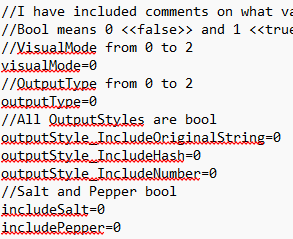 //I have included comments on what va
//Bool means 0 <<false>> and 1 <<true
//VisualMode from 0 to 2
visualMode=0
//OutputType from 0 to 2
outputType=0
//All OutputStyles are bool
outputStyle_IncludeOriginalString=0
outputStyle_IncludeHash=0
outputStyle_IncludeNumber=0
//Salt and Pepper bool
includeSalt=0
includePepper=0